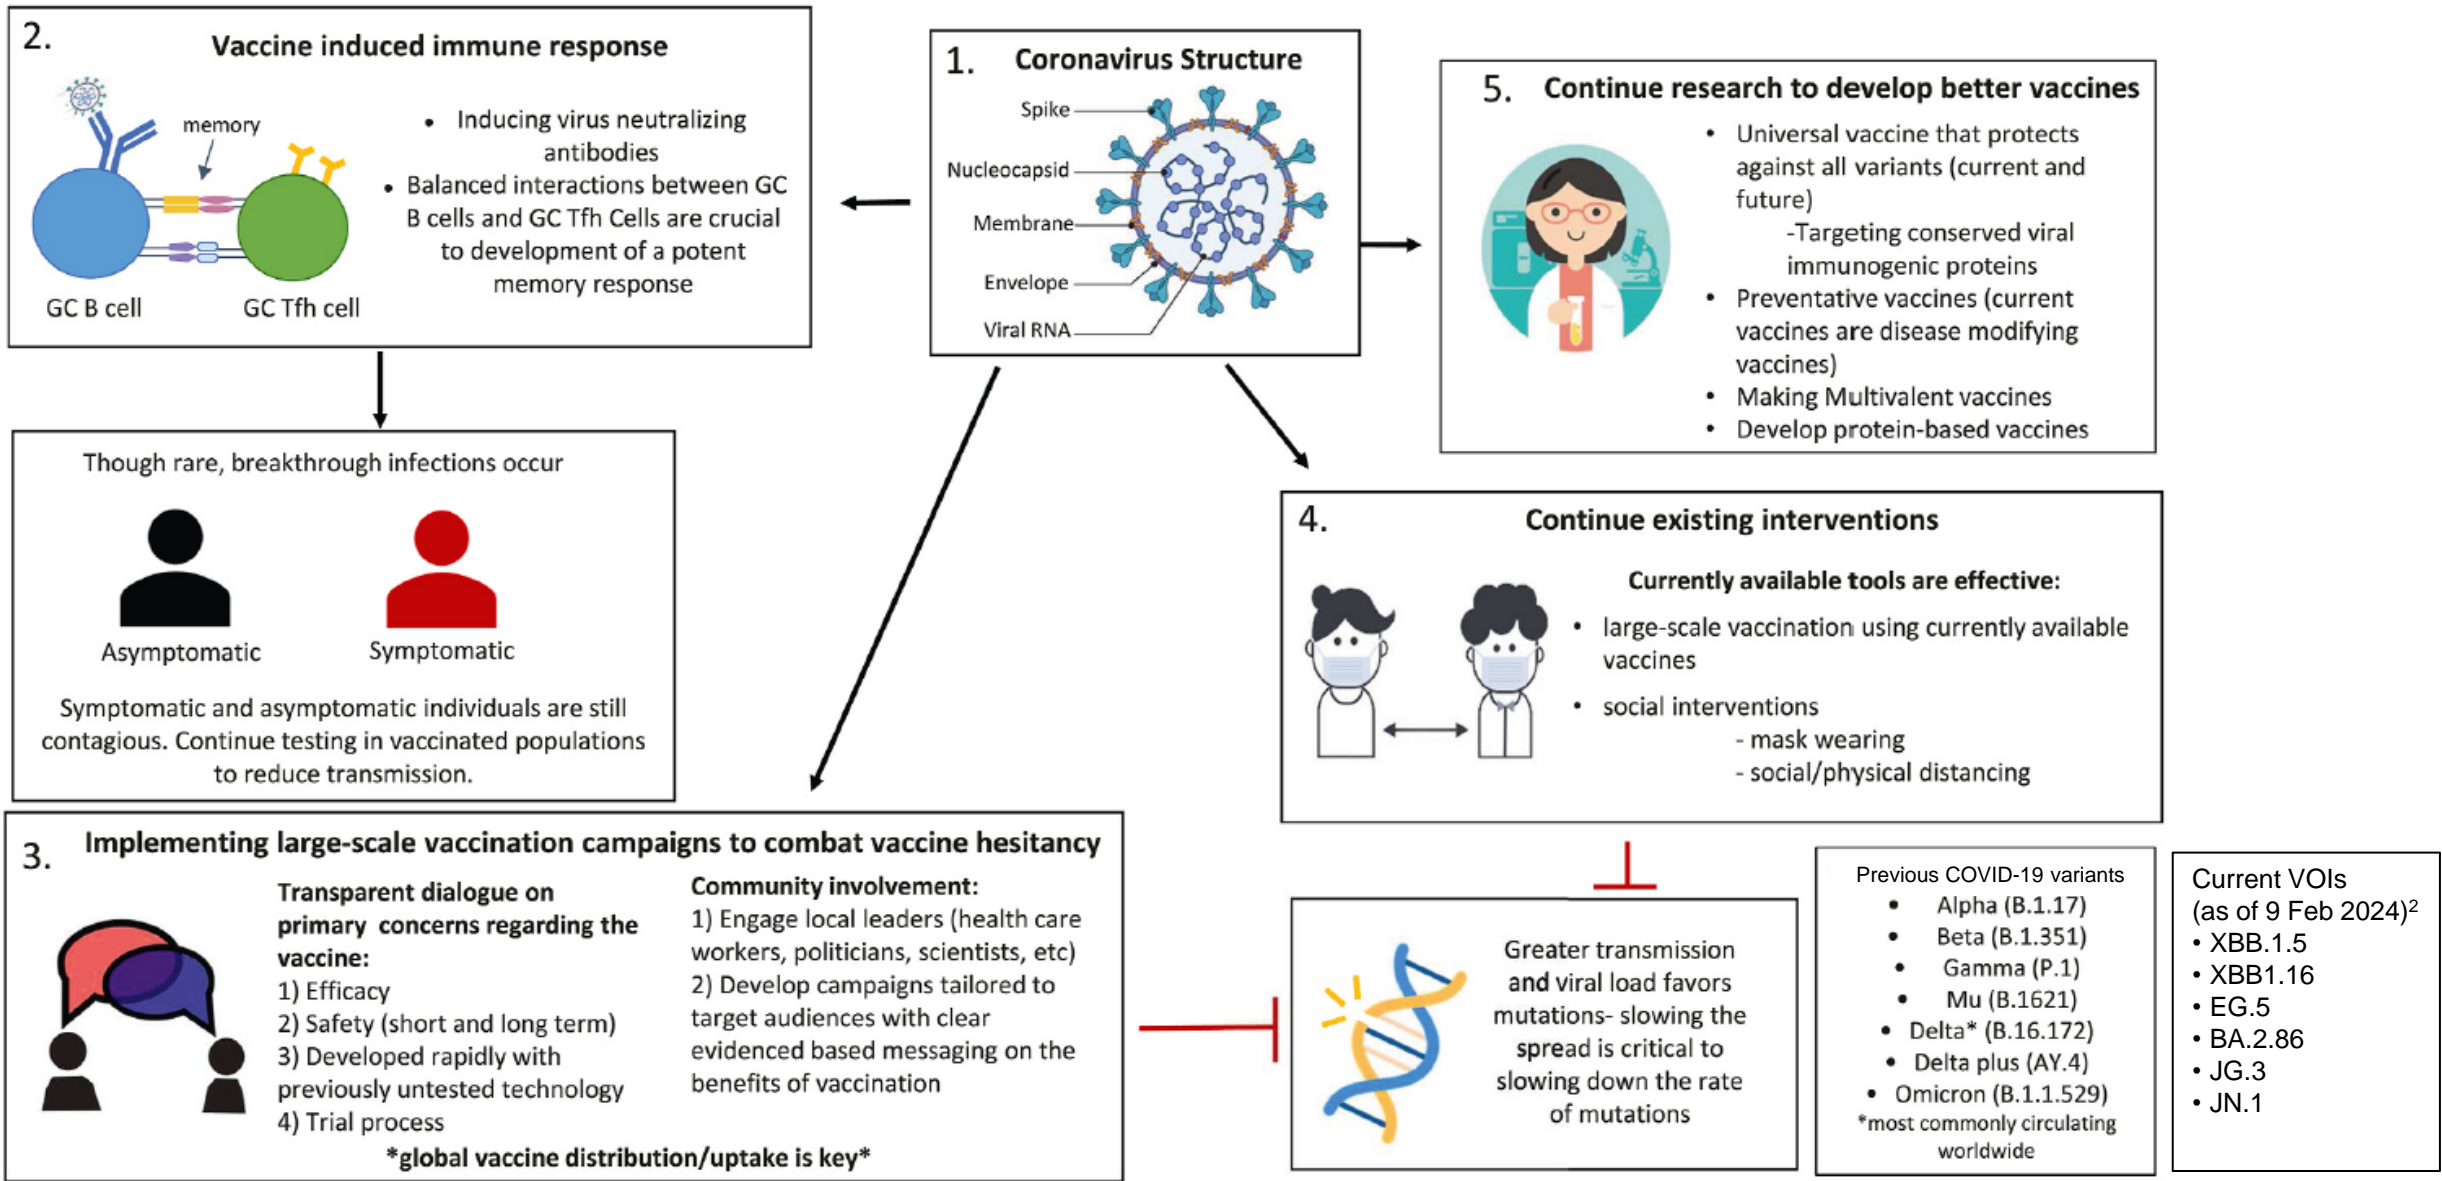 2.
Vaccine induced immune response
memory
GC B cell
GC Tfh cell
• Inducing virus neutralizing
antibodies
• Balanced interactions between GC
B cells and GC Tfh Cells are crucial
to development of a potent
memory response
1.
Coronavirus Structure
Spike
Nucleocapsid
Membrane
Envelope
Viral RNA
5.
Continue research to develop better vaccines
• Universal vaccine that protects
against all variants (current and
future)
-Targeting conserved viral
immunogenic proteins
• Preventative vaccines (current
vaccines are disease modifying
vaccines)
• Making Multivalent vaccines
• Develop protein-based vaccines
Though rare, breakthrough infections occur
Asymptomatic
Symptomatic
Symptomatic and asymptomatic individuals are still
contagious. Continue testing in vaccinated populations
to reduce transmission.
4.
Continue existing interventions
Currently available tools are effective:
• large-scale vaccination using currently available
vaccines
• social interventions
- mask wearing
- social/physical distancing
3.
Implementing large-scale vaccination campaigns to combat vaccine hesitancy
Transparent dialogue on
primary concerns regarding the
vaccine:
1) Efficacy
2) Safety (short and long term)
3) Developed rapidly with
previously untested technology
4) Trial process
Community involvement:
1) Engage local leaders (health care
workers, politicians, scientists, etc)
2) Develop campaigns tailored to
target audiences with clear
evidenced based messaging on the
benefits of vaccination
*global vaccine distribution/uptake is key*
Greater transmission
and viral load favors
mutations- slowing the
spread is critical to
slowing down the rate
of mutations
Previous COVID-19 variants
• Alpha (B.1.17)
• Beta (B.1.351)
• Gamma (P.1)
• Mu (B.1621)
• Delta* (B.16.172)
• Delta plus (AY.4)
• Omicron (B.1.1.529)
*most commonly circulating
worldwide
Current VOIs
(as of 9 Feb 2024)²
• XBB.1.5
• XBB1.16
• EG.5
• BA.2.86
• JG.3
• JN.1